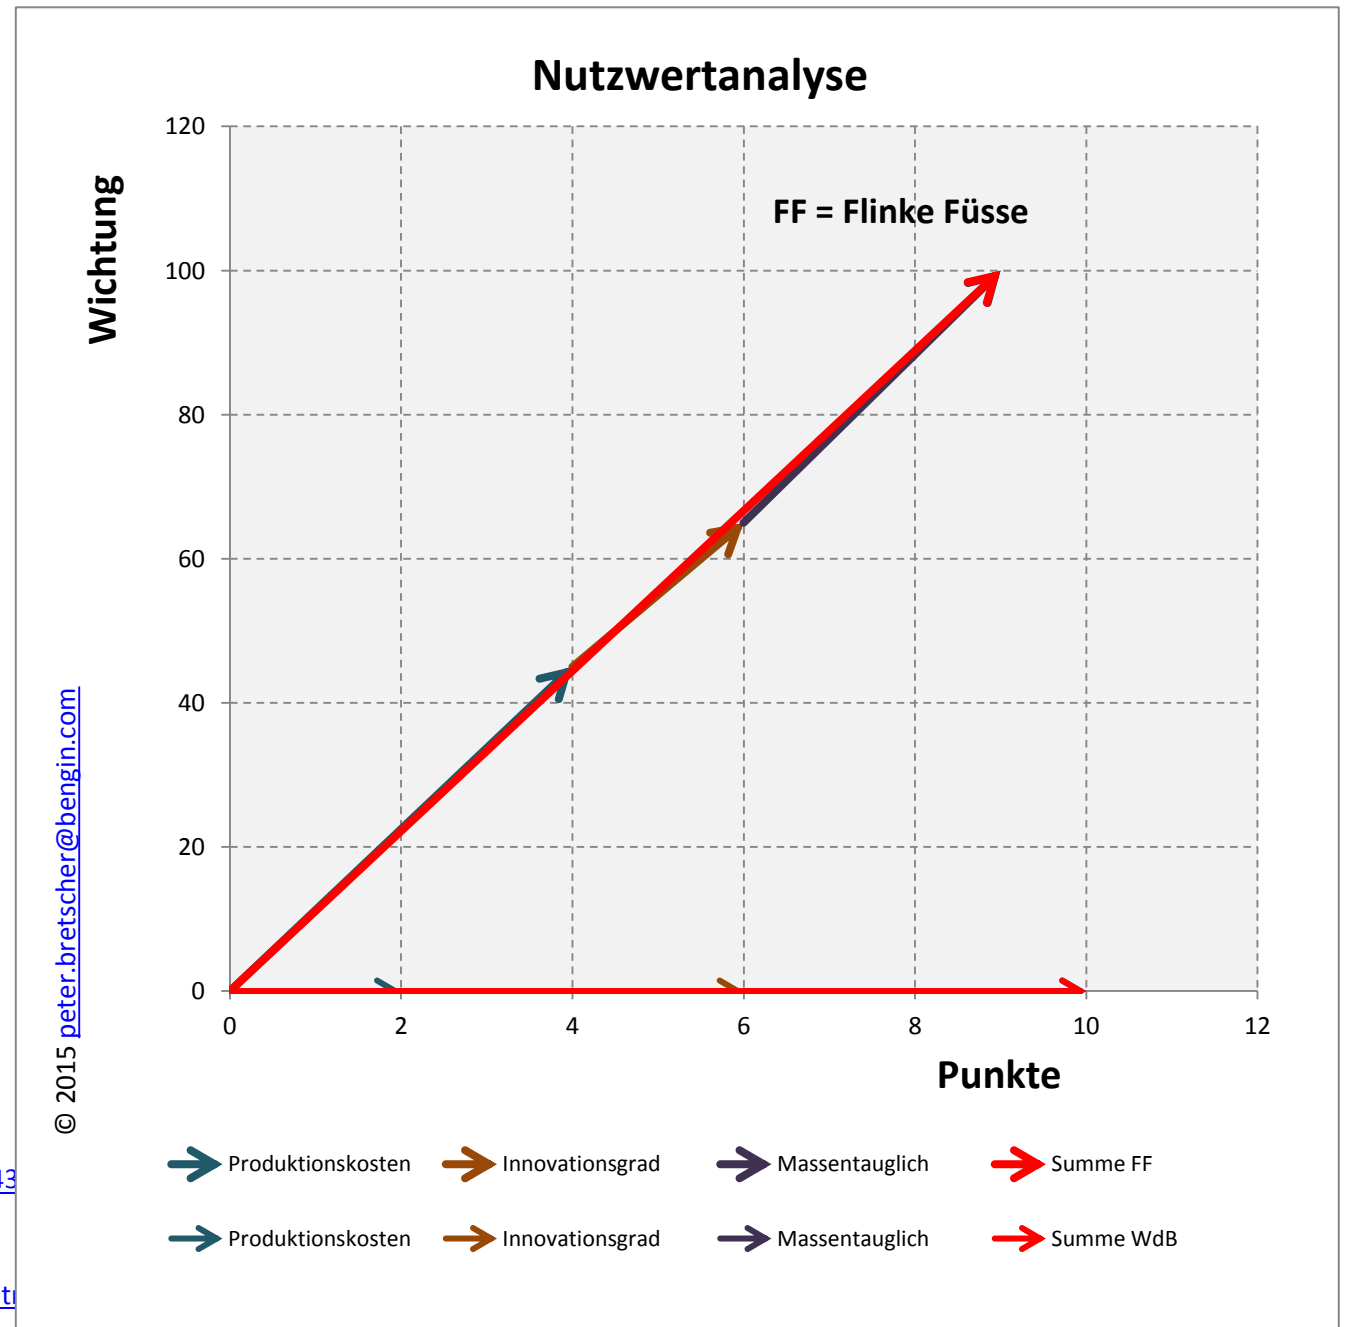 Nutzwertanalyse
120
100
80
60
40
20
0
Wichtung
FF = Flinke Füsse
0 2 4 6 8 10 12
Punkte
© 2015 peter.bretscher@bengin.com
Produktionskosten Innovationsgrad Massentauglich Summe FF
Produktionskosten Innovationsgrad Massentauglich Summe WdB